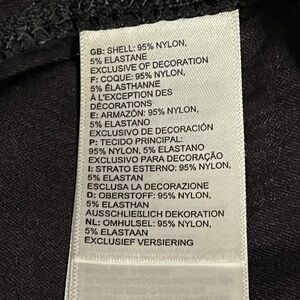 GB: SHELL: 95% NYLON,
5% ELASTANE
EXCLUSIVE OF DECORATION
F: COQUE: 95% NYLON,
5% ÉLASTHANNE
À L'EXCEPTION DES
DÉCORATIONS
E: ARMAZÓN: 95% NYLON,
5% ELASTANO
EXCLUSIVO DE DECORACIÓN
P: TECIDO PRINCIPAL:
95% NYLON, 5% ELASTANO
EXCLUSIVO PARA DECORAÇÃO
I: STRATO ESTERNO: 95% NYLON,
5% ELASTAN
ESCLUSA LA DECORAZIONE
D: OBERSTOFF: 95% NYLON,
5% ELASTHAN
AUSSCHLIEßLICH DEKORATION
NL: OMHULSEL: 95% NYLON,
5% ELASTAAN
EXCLUSIEF VERSIERING